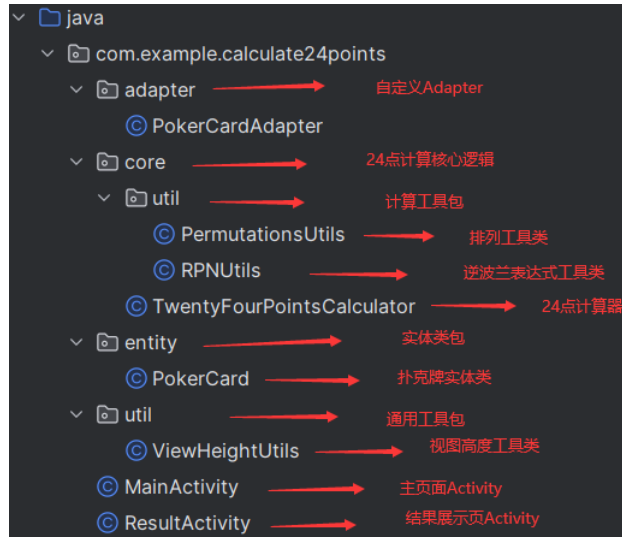 java
com.example.calculate24points
adapter 自定义Adapter
PokerCardAdapter
core 24点计算核心逻辑
util 计算工具包
PermutationsUtils 排列工具类
RPNUtils 逆波兰表达式工具类
TwentyFourPointsCalculator 24点计算器
entity 实体类包
PokerCard 扑克牌实体类
util 通用工具包
ViewHeightUtils 视图高度工具类
MainActivity 主页面Activity
ResultActivity 结果展示页Activity